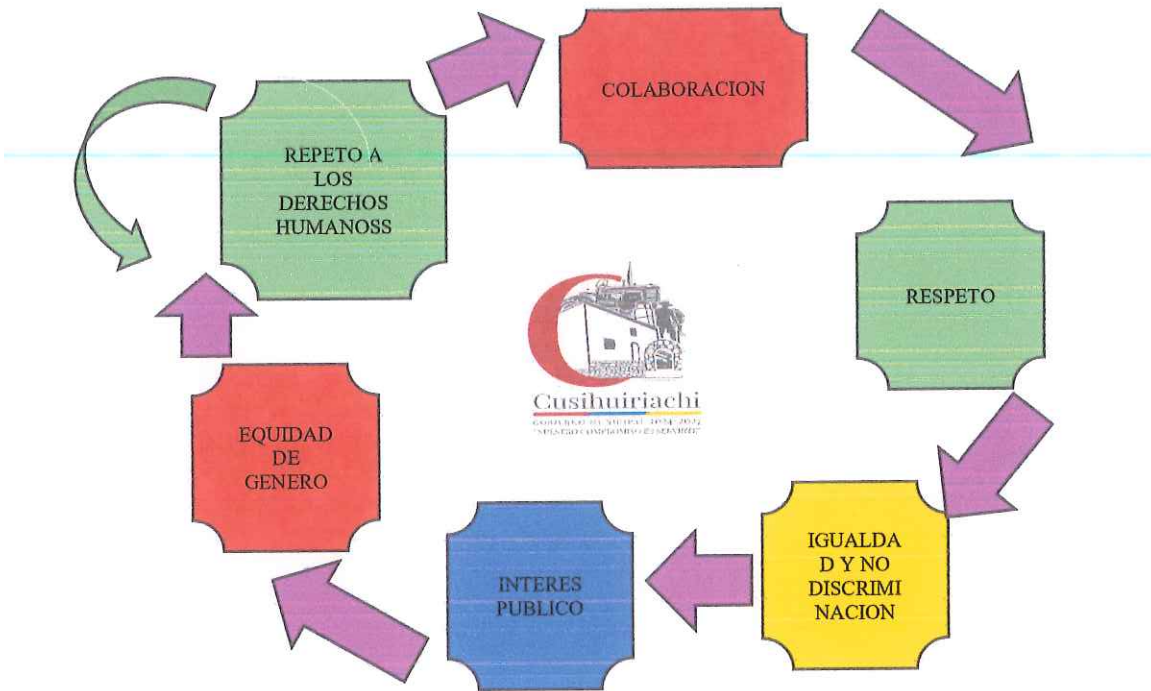 COLABORACION
REPETO A
LOS
DERECHOS
HUMANOSS
RESPETO
Cusihuiriachi
EQUIDAD
DE
GENERO
IGUALDA
D Y NO
DISCRIMI
NACION
INTERES
PUBLICO